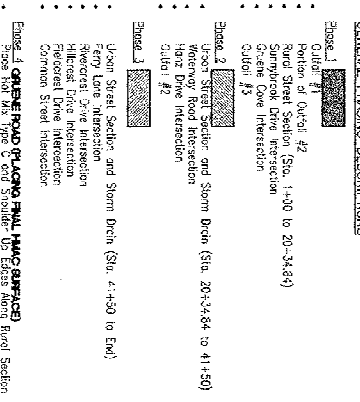 Phase 1
Outfall #1
Portion of Outfall #2
Rural Street Section (Sta. 1+00 to 20+34.84)
Sunnybrook Drive Intersection
Gruene Cove Intersection
Outfall #3
Phase 2
Urban Street Section and Storm Drain (Sta. 20+34.84 to 41+50)
Waterway Road Intersection
Hanz Drive Intersection
Outfall #2
Phase 3
Urban Street Section and Storm Drain (Sta. 41+50 to End)
Ferry Lane Intersection
Rivercrest Drive Intersection
Hillcrest Drive Intersection
Floralcrest Drive Intersection
Common Street Intersection
Phase 4 GRUENE ROAD (PLACING FINAL HMAC SURFACE)
Place Hot Mix Type C and Shoulder Up Edges Along Rural Section